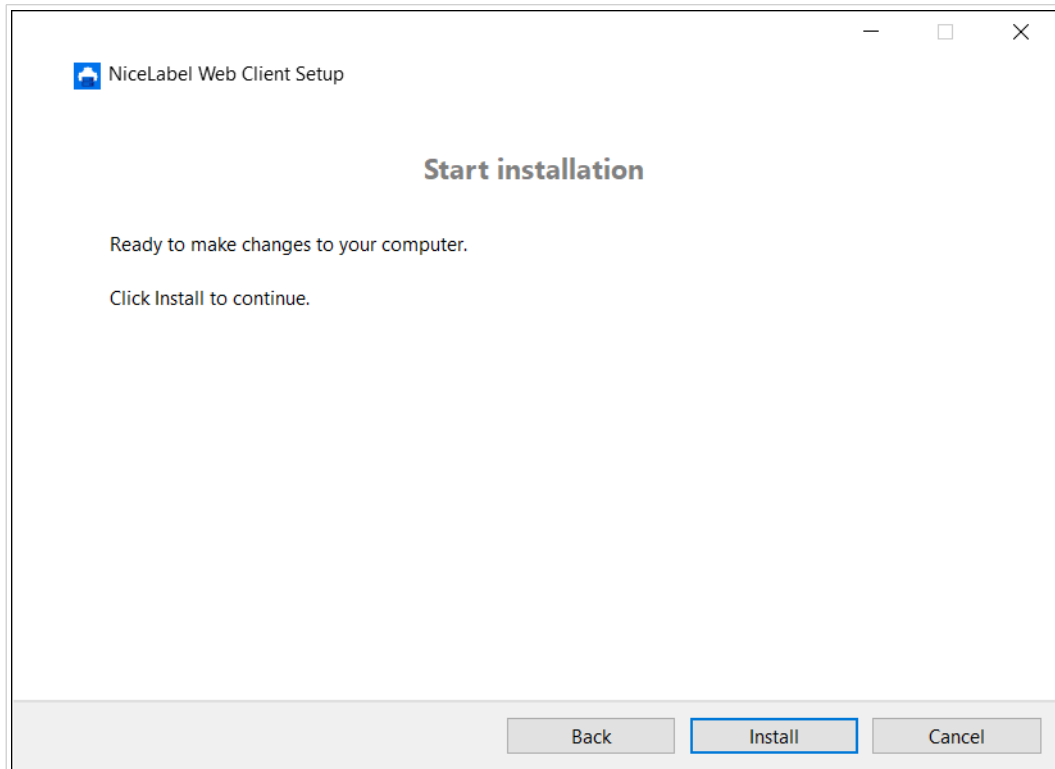 NiceLabel Web Client Setup
Start installation
Ready to make changes to your computer.
Click Install to continue.
Back Install Cancel